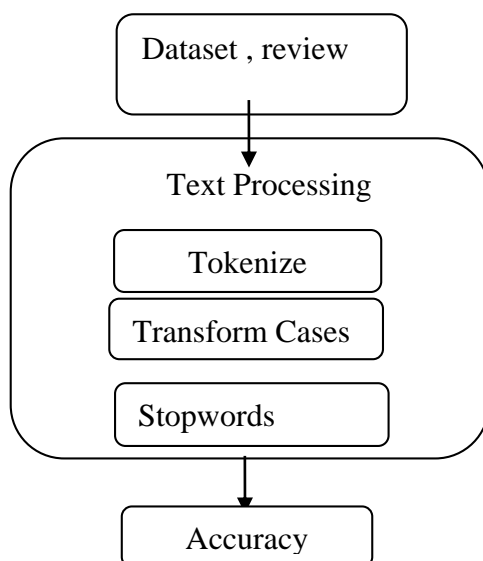 Dataset , review
Text Processing
Tokenize
Transform Cases
Stopwords
Accuracy